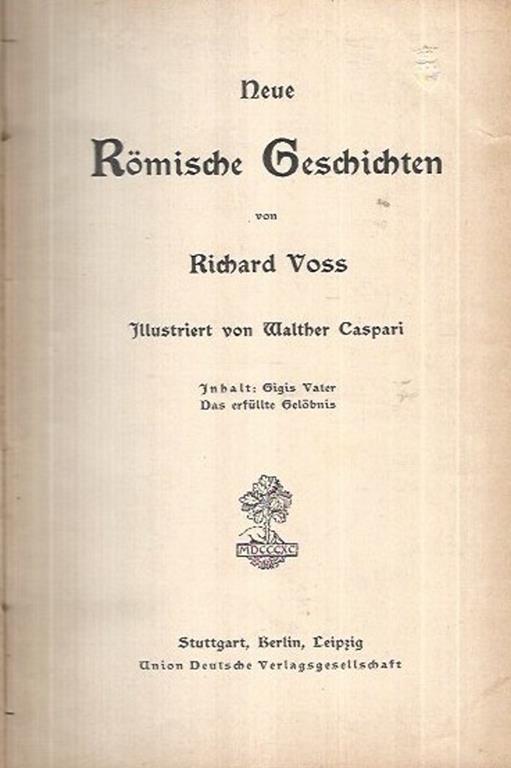 Neue
Römische Geschichten
von
Richard Voss
Illustriert von Walther Caspari
Inhalt: Gigis Vater
Das erfüllte Gelöbnis
MDCCCXC
Stuttgart, Berlin, Leipzig
Union Deutsche Verlagsgesellschaft